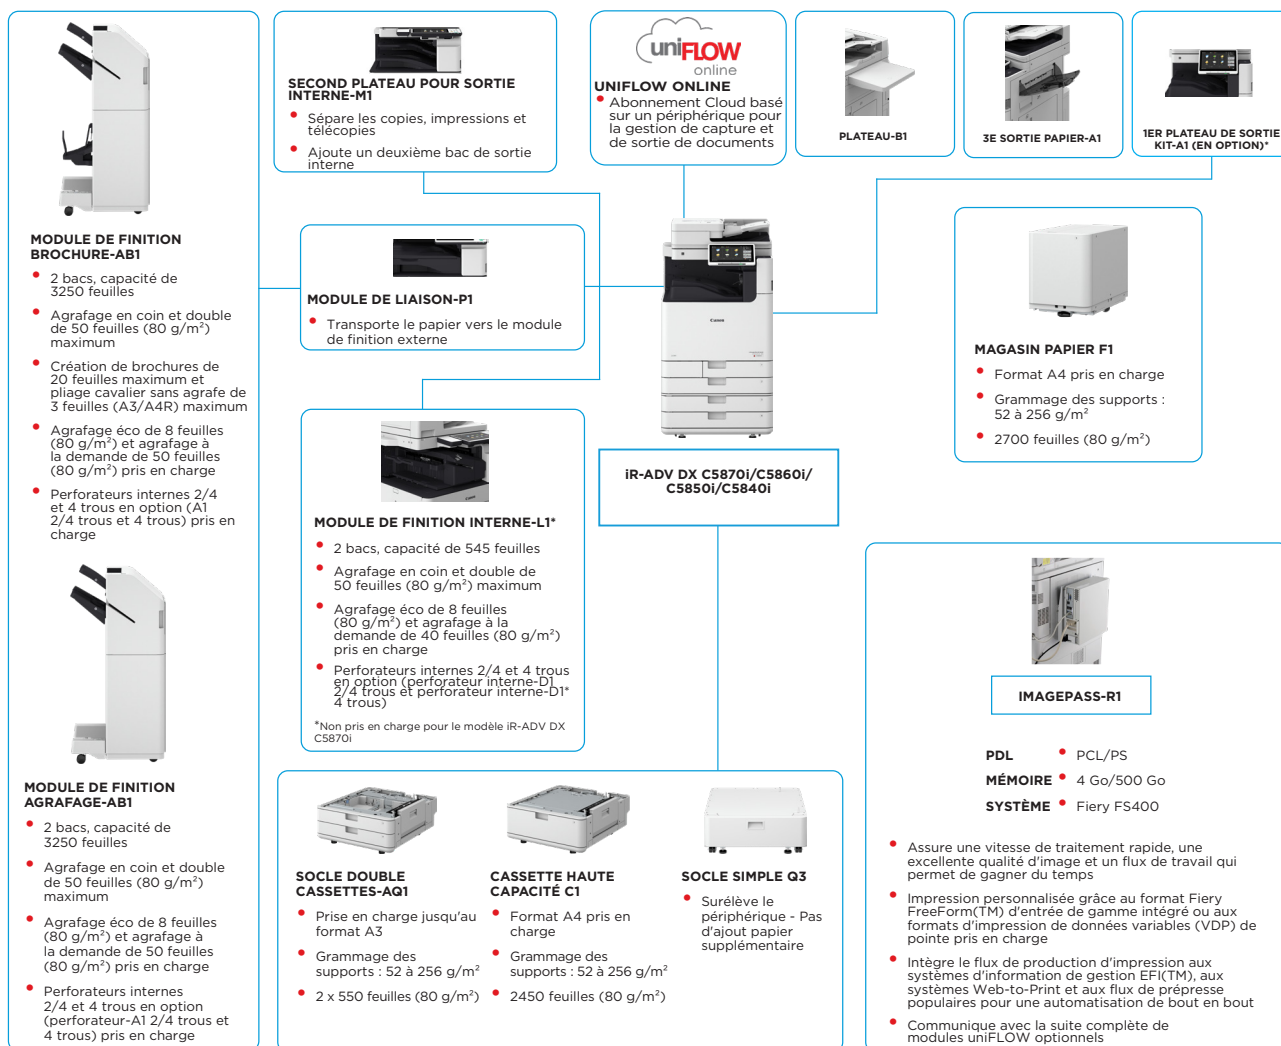 MODULE DE FINITION
BROCHURE-AB1
• 2 bacs, capacité de
3250 feuilles
• Agrafage en coin et double
de 50 feuilles (80 g/m²)
maximum
• Création de brochures de
20 feuilles maximum et
pliage cavalier sans agrafe de
3 feuilles (A3/A4R) maximum
• Agrafage éco de 8 feuilles
(80 g/m²) et agrafage à
la demande de 50 feuilles
(80 g/m²) pris en charge
• Perforateurs internes 2/4
et 4 trous en option (A1
2/4 trous et 4 trous) pris en
charge
MODULE DE FINITION
AGRAFAGE-AB1
• 2 bacs, capacité de
3250 feuilles
• Agrafage en coin et double
de 50 feuilles (80 g/m²)
maximum
• Agrafage éco de 8 feuilles
(80 g/m²) et agrafage à
la demande de 50 feuilles
(80 g/m²) pris en charge
• Perforateurs internes
2/4 et 4 trous en option
(perforateur-A1 2/4 trous et
4 trous) pris en charge
SECOND PLATEAU POUR SORTIE
INTERNE-M1
• Sépare les copies, impressions et
télécopies
• Ajoute un deuxième bac de sortie
interne
uniFLOW
online
UNIFLOW ONLINE
• Abonnement Cloud basé
sur un périphérique pour
la gestion de capture et
de sortie de documents
PLATEAU-B1
3E SORTIE PAPIER-A1
1ER PLATEAU DE SORTIE
KIT-A1 (EN OPTION)*
MODULE DE LIAISON-P1
• Transporte le papier vers le module
de finition externe
Canon
iR-ADV DX C5870i/C5860i/
C5850i/C5840i
MAGASIN PAPIER F1
• Format A4 pris en charge
• Grammage des supports :
52 à 256 g/m²
• 2700 feuilles (80 g/m²)
MODULE DE FINITION INTERNE-L1*
• 2 bacs, capacité de 545 feuilles
• Agrafage en coin et double de
50 feuilles (80 g/m²) maximum
• Agrafage éco de 8 feuilles
(80 g/m²) et agrafage à la
demande de 40 feuilles (80 g/m²)
pris en charge
• Perforateurs internes 2/4 et 4 trous
en option (perforateur interne-D1
2/4 trous et perforateur interne-D1*
4 trous)
*Non pris en charge pour le modèle iR-ADV DX
C5870i
SOCLE DOUBLE
CASSETTES-AQ1
• Prise en charge jusqu'au
format A3
• Grammage des
supports : 52 à 256 g/m²
• 2 x 550 feuilles (80 g/m²)
CASSETTE HAUTE
CAPACITÉ C1
• Format A4 pris en
charge
• Grammage des
supports : 52 à 256 g/m²
• 2450 feuilles (80 g/m²)
SOCLE SIMPLE Q3
• Surélève le
périphérique - Pas
d'ajout papier
supplémentaire
IMAGEPASS-R1
PDL • PCL/PS
MÉMOIRE • 4 Go/500 Go
SYSTÈME • Fiery FS400
• Assure une vitesse de traitement rapide, une
excellente qualité d'image et un flux de travail qui
permet de gagner du temps
• Impression personnalisée grâce au format Fiery
FreeForm(TM) d'entrée de gamme intégré ou aux
formats d'impression de données variables (VDP) de
pointe pris en charge
• Intègre le flux de production d'impression aux
systèmes d'information de gestion EFI(TM), aux
systèmes Web-to-Print et aux flux de prépresse
populaires pour une automatisation de bout en bout
• Communique avec la suite complète de
modules uniFLOW optionnels